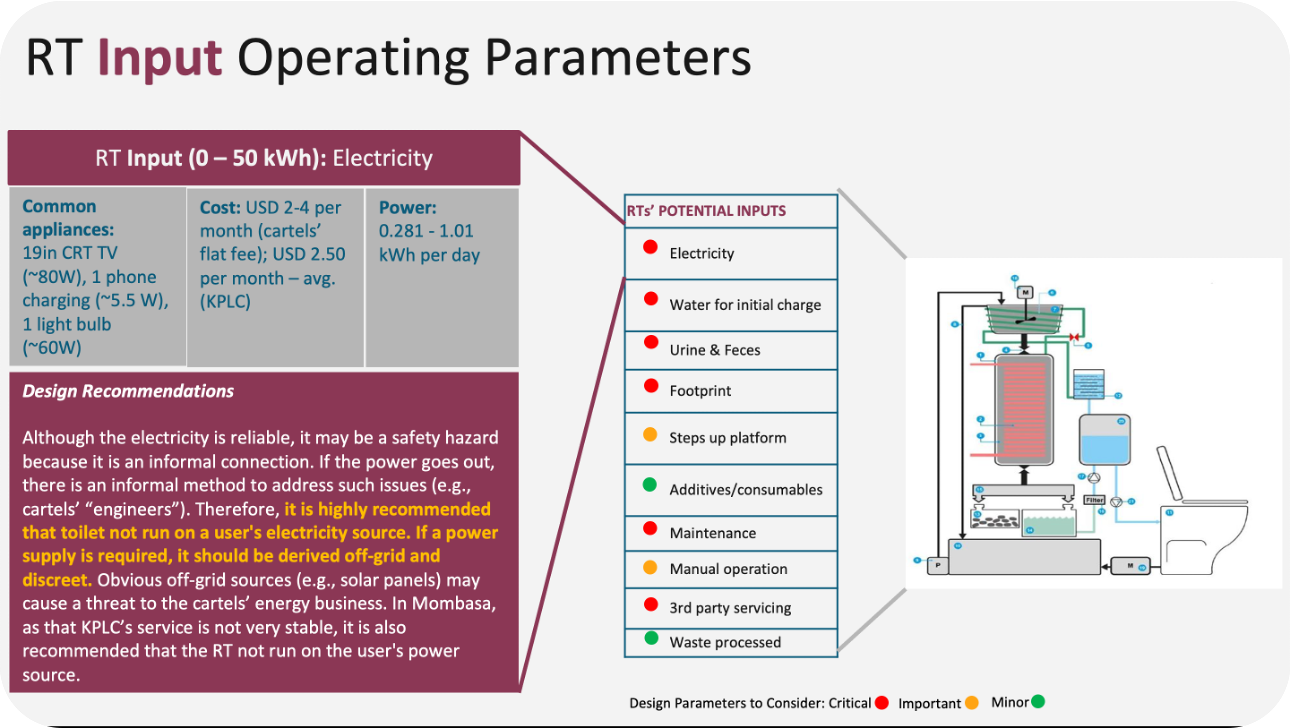 RT Input Operating Parameters
RT Input (0 – 50 kWh): Electricity
Common
appliances:
19in CRT TV
(~80W), 1 phone
charging (~5.5 W),
1 light bulb
(~60W)
Cost: USD 2-4 per
month (cartels’
flat fee); USD 2.50
per month – avg.
(KPLC)
Power:
0.281 - 1.01
kWh per day
Design Recommendations
Although the electricity is reliable, it may be a safety hazard
because it is an informal connection. If the power goes out,
there is an informal method to address such issues (e.g.,
cartels’ “engineers”). Therefore, it is highly recommended
that toilet not run on a user's electricity source. If a power
supply is required, it should be derived off-grid and
discreet. Obvious off-grid sources (e.g., solar panels) may
cause a threat to the cartels’ energy business. In Mombasa,
as that KPLC’s service is not very stable, it is also
recommended that the RT not run on the user's power
source.
RTs’ POTENTIAL INPUTS
Electricity
Water for initial charge
Urine & Feces
Footprint
Steps up platform
Additives/consumables
Maintenance
Manual operation
3rd party servicing
Waste processed
M
Filter
P
M
Design Parameters to Consider: Critical Important Minor